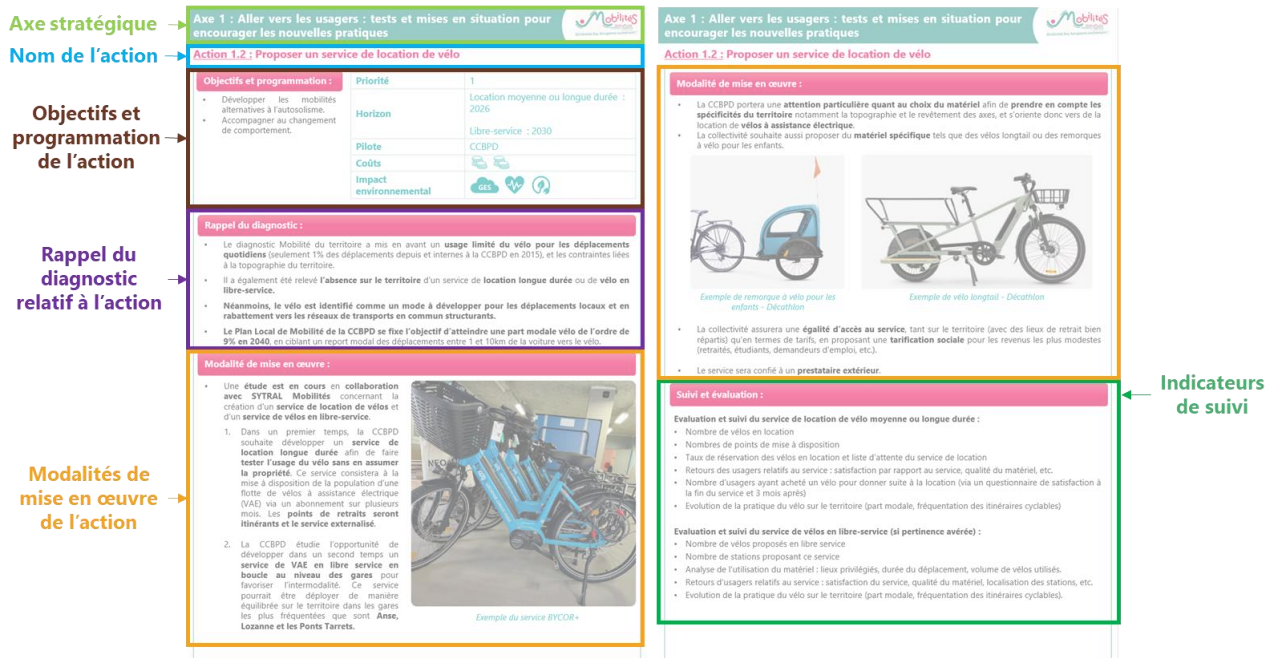 Axe stratégique
Nom de l'action
Objectifs et
programmation
de l'action
Rappel du
diagnostic
relatif à l'action
Modalités de
mise en œuvre
de l'action
Axe 1 : Aller vers les usagers : tests et mises en situation pour
encourager les nouvelles pratiques
Mobilités
Action 1.2 : Proposer un service de location de vélo
Objectifs et programmation :
• Développer les mobilités
alternatives à l'autosolisme.
• Accompagner au changement
de comportement.
Priorité 1
Horizon
Location moyenne ou longue durée :
2026
Libre-service : 2030
Pilote CCBPD
Coûts
Impact
environnemental
GES
Rappel du diagnostic :
• Le diagnostic Mobilité du territoire a mis en avant un usage limité du vélo pour les déplacements
quotidiens (seulement 1% des déplacements depuis et internes à la CCBPD en 2015), et les contraintes liées
à la topographie du territoire.
• Il a également été relevé l'absence sur le territoire d'un service de location longue durée ou de vélo en
libre-service.
• Néanmoins, le vélo est identifié comme un mode à développer pour les déplacements locaux et en
rabattement vers les réseaux de transports en commun structurants.
• Le Plan Local de Mobilité de la CCBPD se fixe l'objectif d'atteindre une part modale vélo de l'ordre de
9% en 2040, en ciblant un report modal des déplacements entre 1 et 10km de la voiture vers le vélo.
Modalité de mise en œuvre :
• Une étude est en cours en collaboration
avec SYTRAL Mobilités concernant la
création d'un service de location de vélos et
d'un service de vélos en libre-service.
1. Dans un premier temps, la CCBPD
souhaite développer un service de
location longue durée afin de faire
tester l'usage du vélo sans en assumer
la propriété. Ce service consistera à la
mise à disposition de la population d'une
flotte de vélos à assistance électrique
(VAE) via un abonnement sur plusieurs
mois. Les points de retraits seront
itinérants et le service externalisé.
2. La CCBPD étudie l'opportunité de
développer dans un second temps un
service de VAE en libre service en
boucle au niveau des gares pour
favoriser l'intermodalité. Ce service
pourrait être déployer de manière
équilibrée sur le territoire dans les gares
les plus fréquentées que sont Anse,
Lozanne et les Ponts Tarrets.
Exemple du service BYCOR
Axe 1 : Aller vers les usagers : tests et mises en situation pour
encourager les nouvelles pratiques
Mobilités
Action 1.2 : Proposer un service de location de vélo
Modalité de mise en œuvre :
• La CCBPD portera une attention particulière quant au choix du matériel afin de prendre en compte les
spécificités du territoire notamment la topographie et le revêtement des axes, et s'oriente donc vers de la
location de vélos à assistance électrique.
• La collectivité souhaite aussi proposer du matériel spécifique tels que des vélos longtail ou des remorques
à vélo pour les enfants.
Exemple de remorque à vélo pour les
enfants - Décathlon
Exemple de vélo longtail - Décathlon
• La collectivité assurera une égalité d'accès au service, tant sur le territoire (avec des lieux de retrait bien
répartis) qu'en termes de tarifs, en proposant une tarification sociale pour les revenus les plus modestes
(retraités, étudiants, demandeurs d'emploi, etc.).
• Le service sera confié à un prestataire extérieur.
Suivi et évaluation :
Evaluation et suivi du service de location de vélo moyenne ou longue durée :
• Nombre de vélos en location
• Nombres de points de mise à disposition
• Taux de réservation des vélos en location et liste d'attente du service de location
• Retours des usagers relatifs au service : satisfaction par rapport au service, qualité du matériel, etc.
• Nombre d'usagers ayant acheté un vélo pour donner suite à la location (via un questionnaire de satisfaction à
la fin du service et 3 mois après)
• Evolution de la pratique du vélo sur le territoire (part modale, fréquentation des itinéraires cyclables)
Evaluation et suivi du service de vélos en libre-service (si pertinence avérée) :
• Nombre de vélos proposés en libre service
• Nombre de stations proposant ce service
• Analyse de l'utilisation du matériel : lieux privilégiés, durée du déplacement, volume de vélos utilisés.
• Retours d'usagers relatifs au service : satisfaction du service, qualité du matériel, localisation des stations, etc.
• Evolution de la pratique du vélo sur le territoire (part modale, fréquentation des itinéraires cyclables).
Indicateurs
de suivi